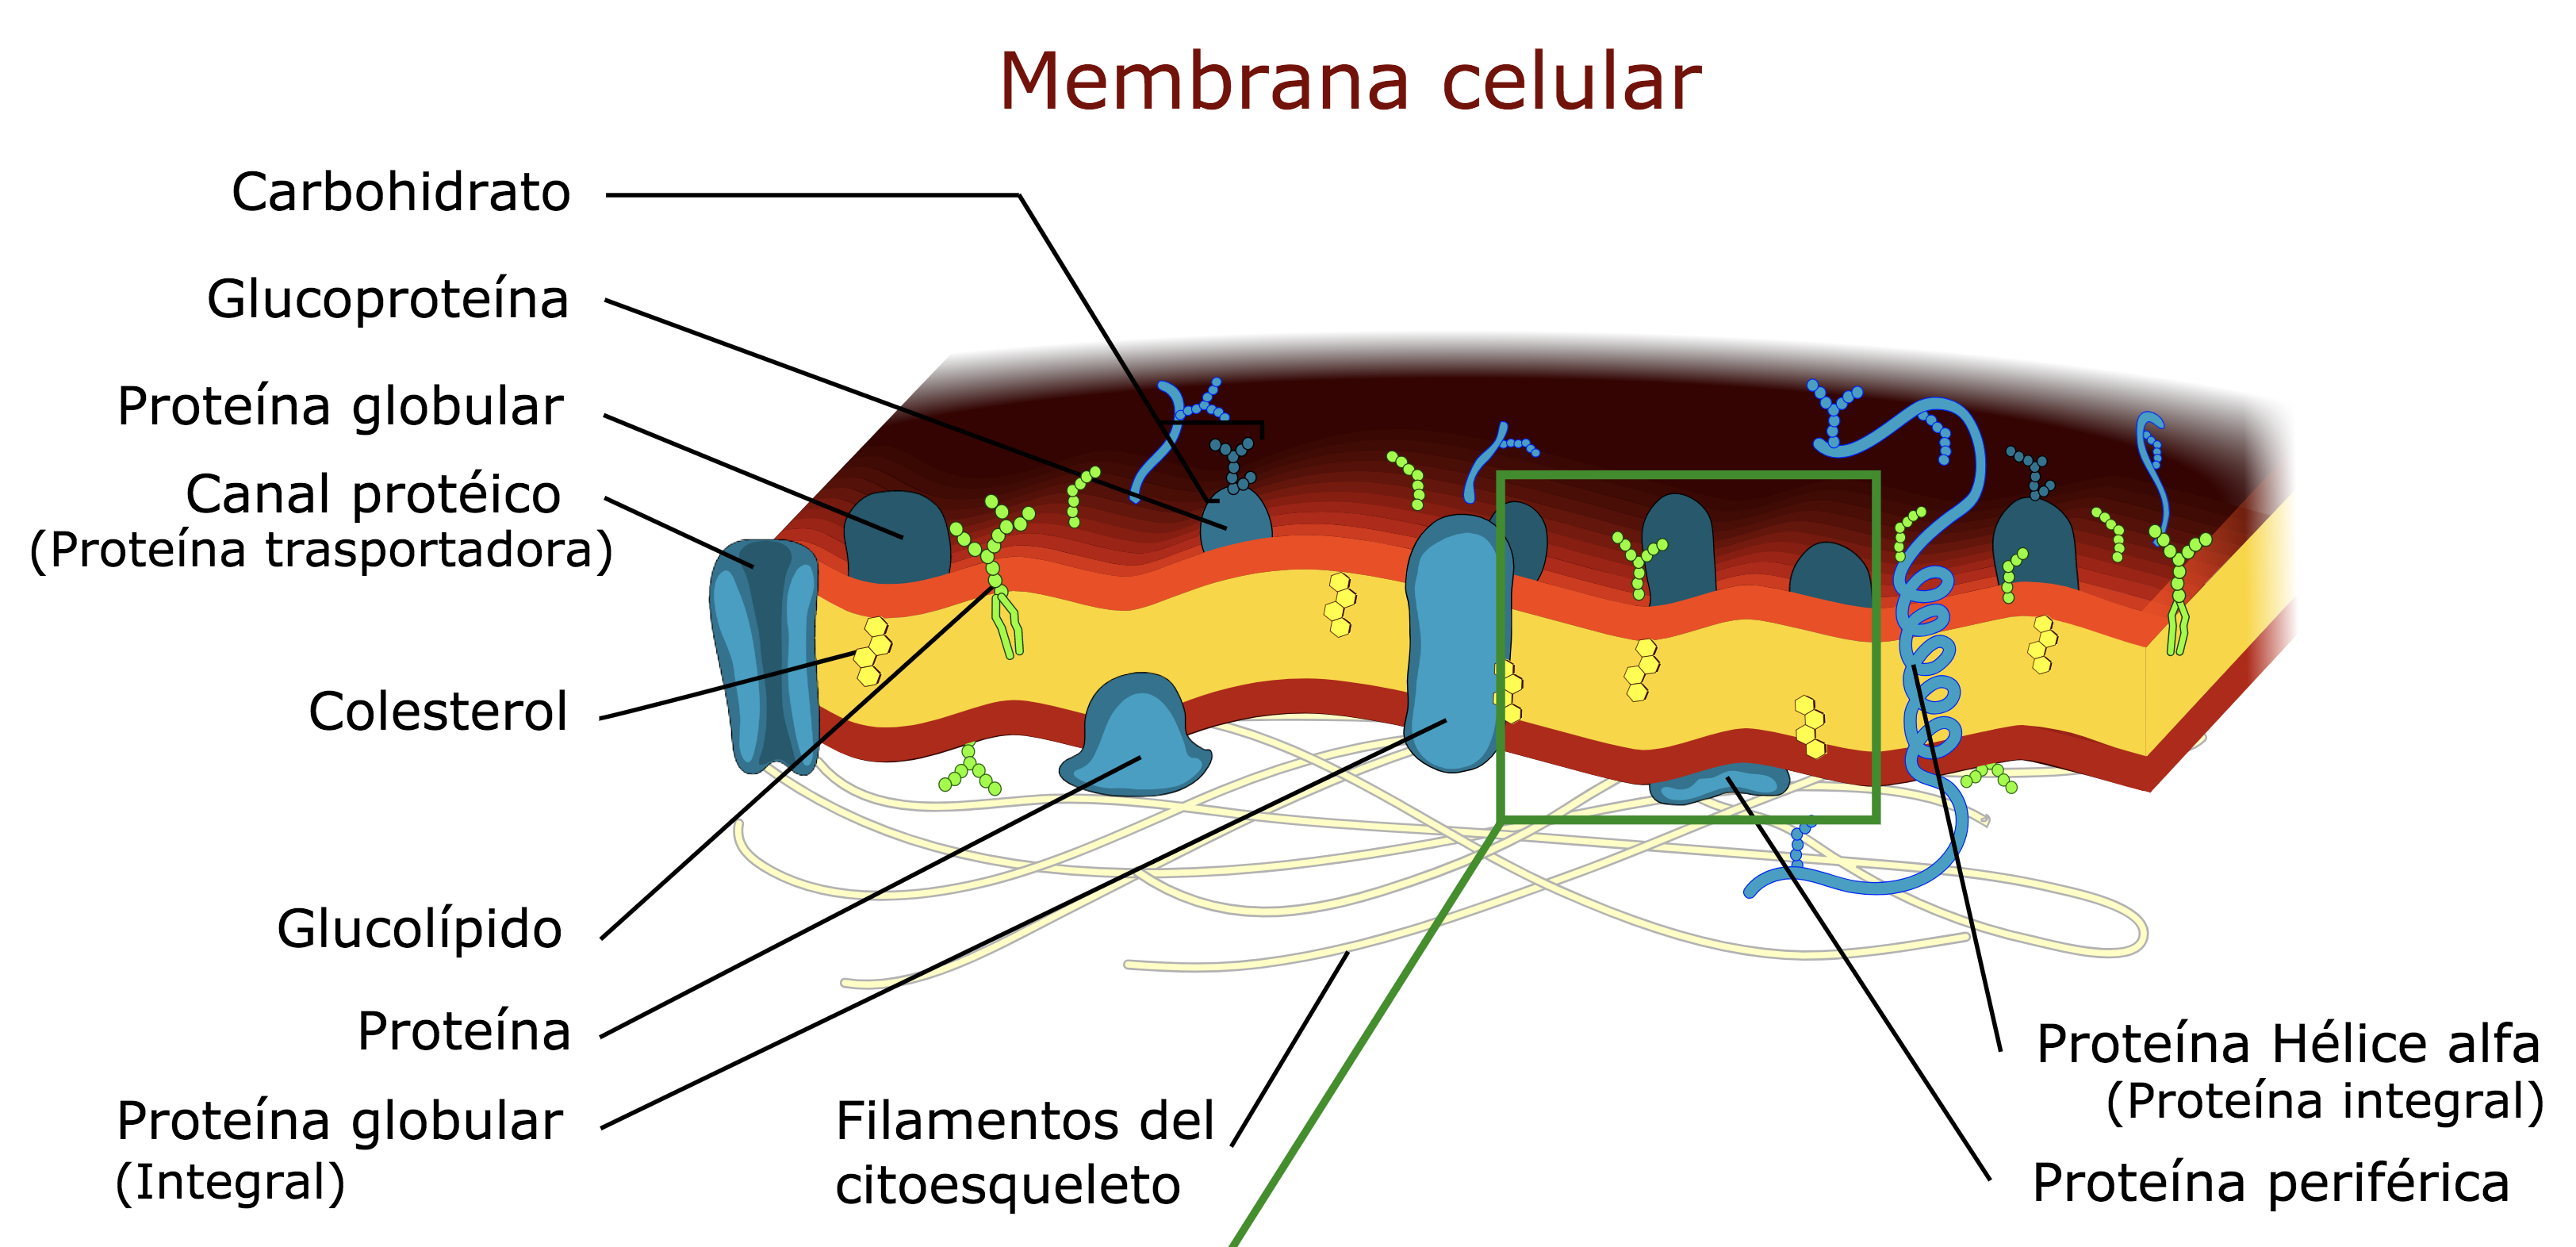 Membrana celular
Carbohidrato
Glucoproteína
Proteína globular
Canal protéico
(Proteína trasportadora)
Colesterol
Glucolípido
Proteína
Proteína globular
(Integral)
Filamentos del
citoesqueleto
Proteína Hélice alfa
(Proteína integral)
Proteína periférica